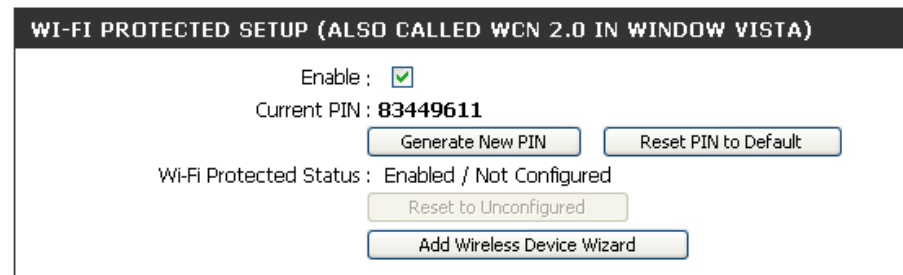 WI-FI PROTECTED SETUP (ALSO CALLED WCN 2.0 IN WINDOW VISTA)
Enable :
Current PIN : 83449611
Generate New PIN Reset PIN to Default
Wi-Fi Protected Status : Enabled / Not Configured
Reset to Unconfigured
Add Wireless Device Wizard